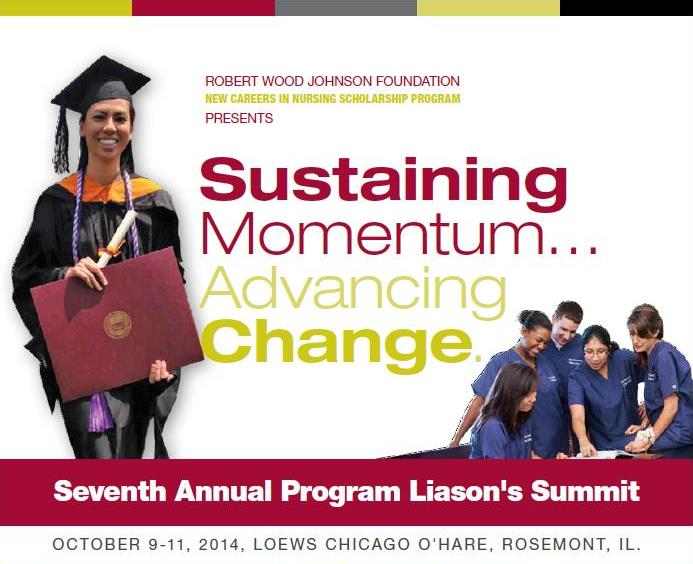 ROBERT WOOD JOHNSON FOUNDATION
NEW CAREERS IN NURSING SCHOLARSHIP PROGRAM
PRESENTS
Sustaining
Momentum...
Advancing
Change.
Seventh Annual Program Liason's Summit
OCTOBER 9-11, 2014, LOEWS CHICAGO O'HARE, ROSEMONT, IL.